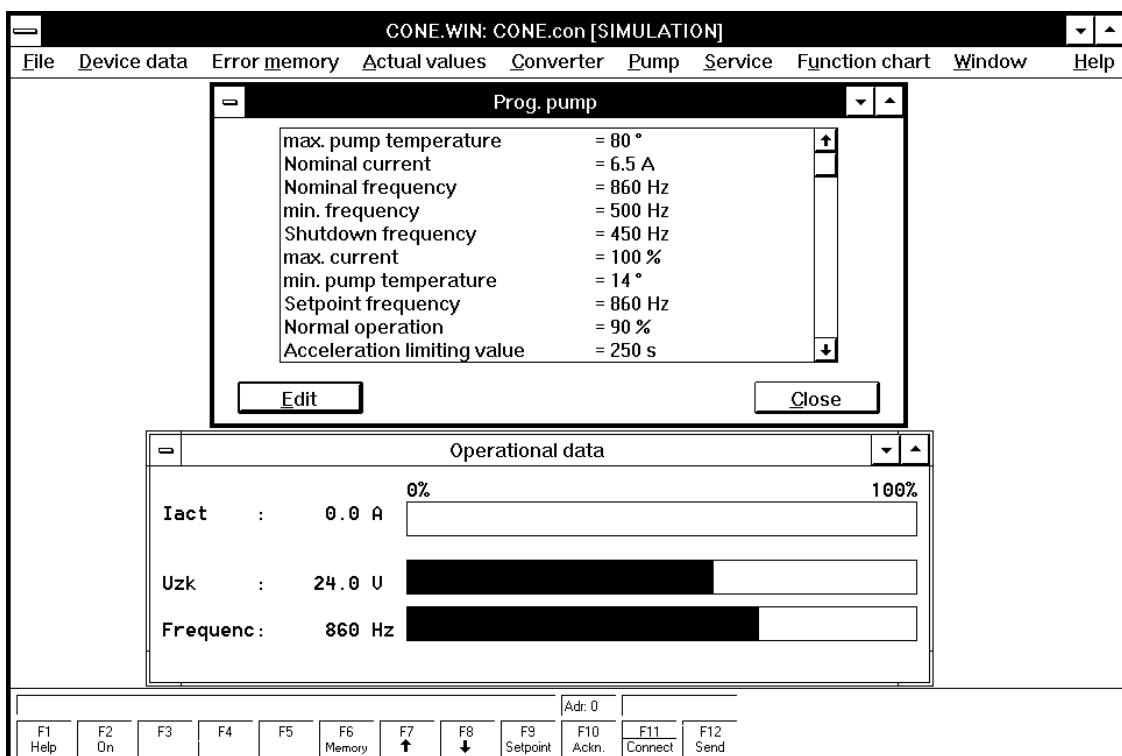 CONE.WIN: CONE.con [SIMULATION]
File Device data Error memory Actual values Converter Pump Service Function chart Window Help
Prog. pump
max. pump temperature = 80 °
Nominal current = 6.5 A
Nominal frequency = 860 Hz
min. frequency = 500 Hz
Shutdown frequency = 450 Hz
max. current = 100 %
min. pump temperature = 14 °
Setpoint frequency = 860 Hz
Normal operation = 90 %
Acceleration limiting value = 250 s
Edit Close
Operational data
0% 100%
Iact : 0.0 A
Uzk : 24.0 V
Frequenc: 860 Hz
Adr: 0
F1 F2 F3 F4 F5 F6 F7 F8 F9 F10 F11 F12
Help On Memory ↑ ↓ Setpoint Ackn. Connect Send